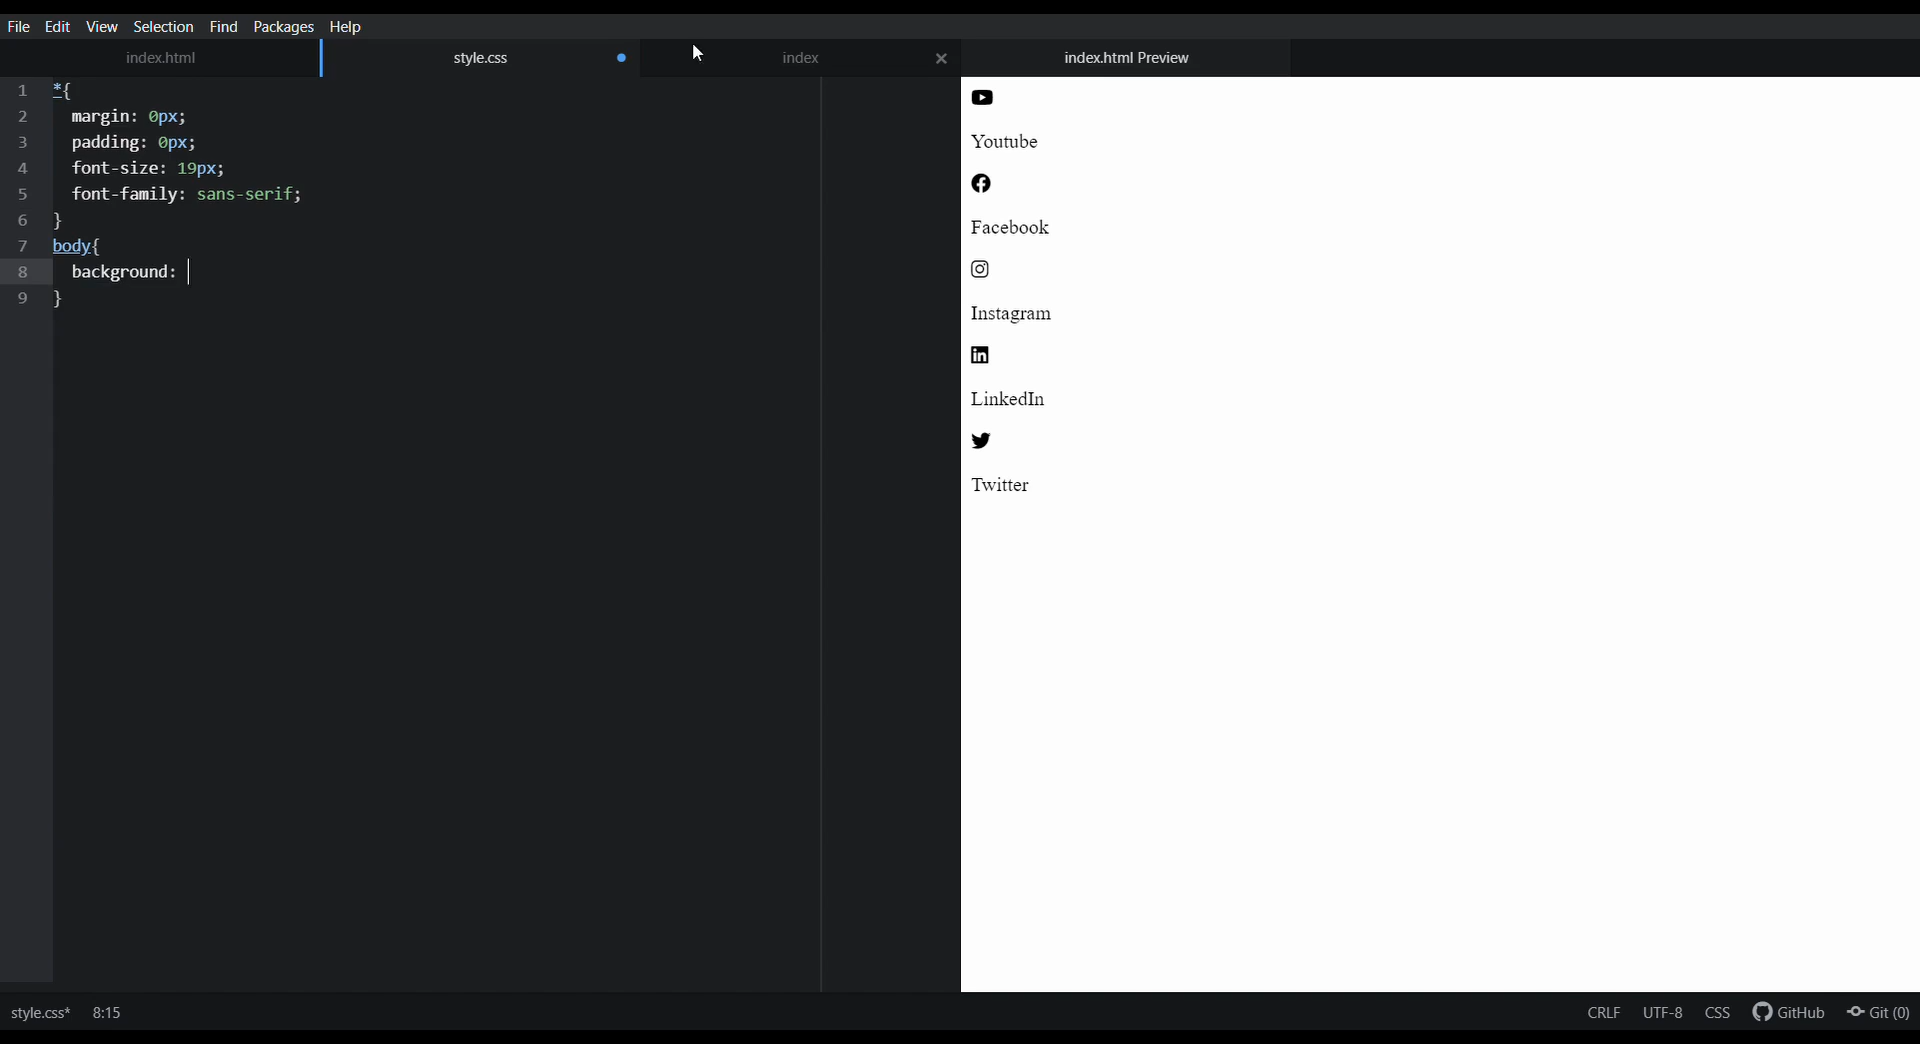 File Edit View Selection Find Packages Help
index.html style.css index index.html Preview
1 *{
2 margin: 0px;
3 padding: 0px;
4 font-size: 19px;
5 font-family: sans-serif;
6 }
7 body{
8 background:
9 }
Youtube
Facebook
Instagram
in
LinkedIn
Twitter
style.css* 8:15 CRLF UTF-8 CSS GitHub Git (0)